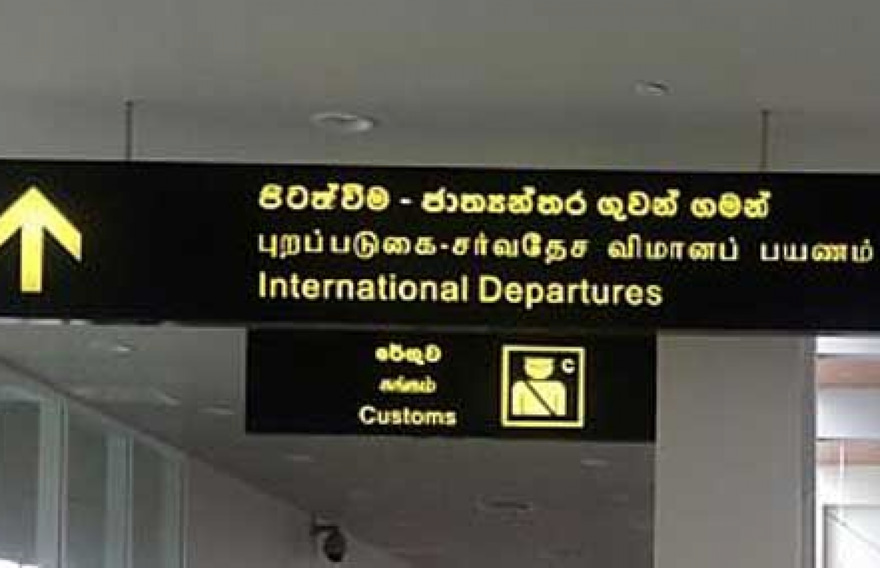 පිටත්වීම - ජාත්‍යන්තර ගුවන් ගමන්
புறப்படுகை-சர்வதேச விமானப் பயணம்
International Departures
රේගුව
சுங்கம்
Customs
C